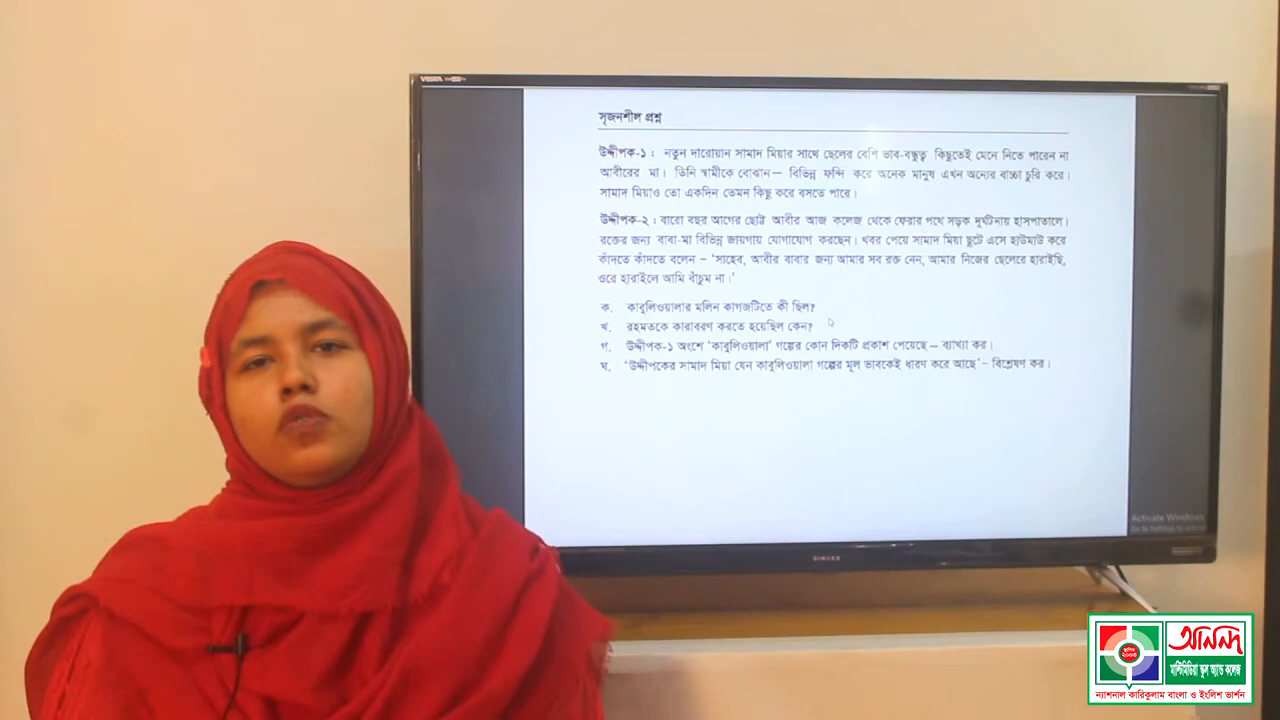 সৃজনশীল প্রশ্ন
উদ্দীপক-১ : নতুন দারোয়ান সামাদ মিয়ার সাথে ছেলের বেশি ভাব-বন্ধুত্ব কিছুতেই মেনে নিতে পারেন না
আবীরের মা। তিনি স্বামীকে বোঝান— বিভিন্ন ফন্দি করে অনেক মানুষ এখন অন্যের বাচ্চা চুরি করে।
সামাদ মিয়াও তো একদিন তেমন কিছু করে বসতে পারে।
উদ্দীপক-২ : বারো বছর আগের ছোট্ট আবীর আজ কলেজ থেকে ফেরার পথে সড়ক দূর্ঘটনায় হাসপাতালে।
রক্তের জন্য বাবা-মা বিভিন্ন জায়গায় যোগাযোগ করছেন। খবর পেয়ে সামাদ মিয়া ছুটে এসে হাউমাউ করে
কাঁদতে কাঁদতে বলেন – ‘সাহেব, আবীর বাবার জন্য আমার সব রক্ত নেন, আমার নিজের ছেলেরে হারাইছি,
ওরে হারাইলে আমি বাঁচুম না।’
ক. কাবুলিওয়ালার মলিন কাগজটিতে কী ছিল?
খ. রহমতকে কারাবরণ করতে হয়েছিল কেন?
গ. উদ্দীপক-১ অংশে ‘কাবুলিওয়ালা’ গল্পের কোন দিকটি প্রকাশ পেয়েছে – ব্যাখ্যা কর।
ঘ. ‘উদ্দীপকের সামাদ মিয়া যেন কাবুলিওয়ালা গল্পের মূল ভাবকেই ধারণ করে আছে’– বিশ্লেষণ কর।
Activate Windows
SINGER
স্থাপিত
২০০৩
আনন্দ
মাল্টিমিডিয়া স্কুল অ্যান্ড কলেজ
ন্যাশনাল কারিকুলাম বাংলা ও ইংলিশ ভার্শন